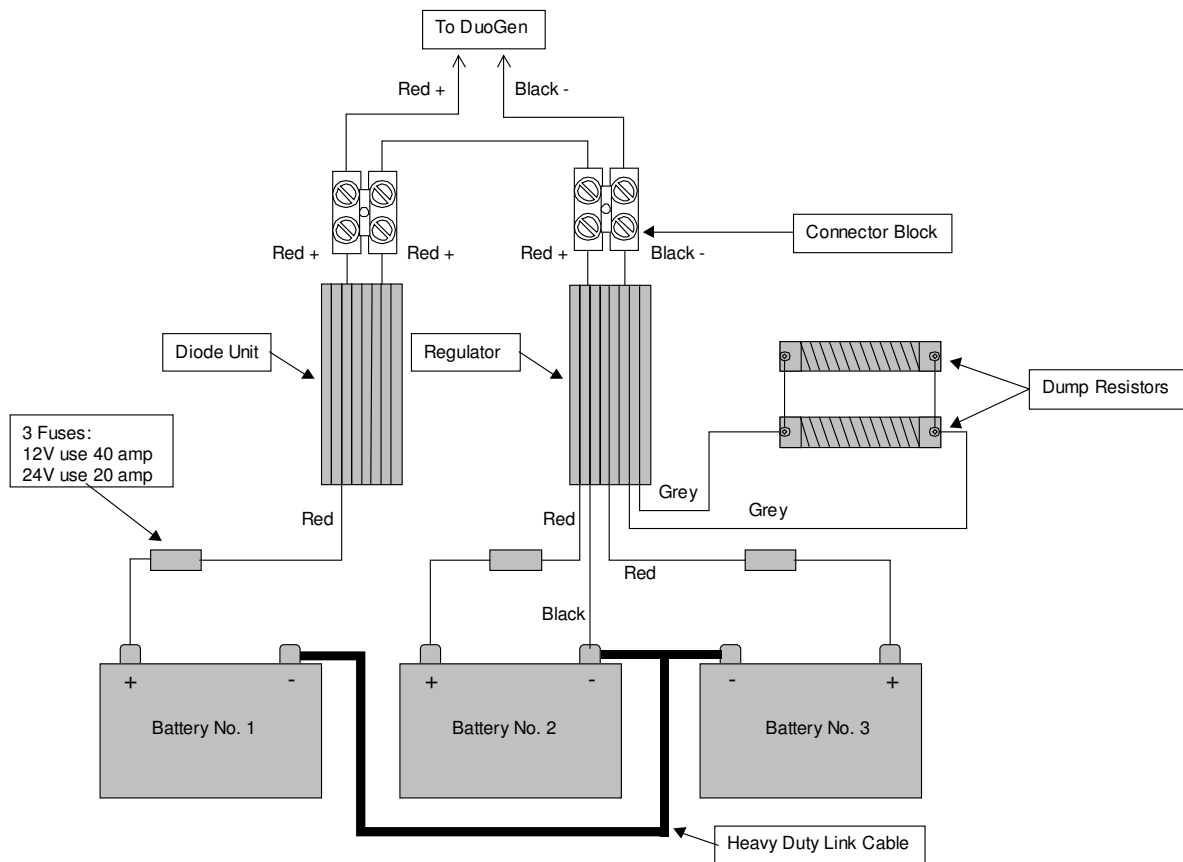 To DuoGen
Red +
Black -
Red +
Red +
Red +
Black -
Connector Block
Diode Unit
Regulator
Dump Resistors
3 Fuses:
12V use 40 amp
24V use 20 amp
Grey
Grey
Red
Red
Red
Black
+
-
+
-
-
+
Battery No. 1
Battery No. 2
Battery No. 3
Heavy Duty Link Cable